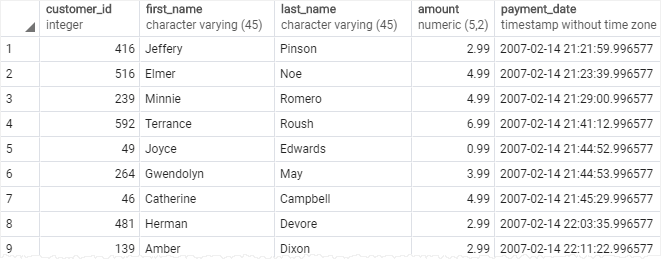 customer_id first_name last_name amount payment_date
integer character varying (45) character varying (45) numeric (5,2) timestamp without time zone
1 416 Jeffery Pinson 2.99 2007-02-14 21:21:59.996577
2 516 Elmer Noe 4.99 2007-02-14 21:23:39.996577
3 239 Minnie Romero 4.99 2007-02-14 21:29:00.996577
4 592 Terrance Roush 6.99 2007-02-14 21:41:12.996577
5 49 Joyce Edwards 0.99 2007-02-14 21:44:52.996577
6 264 Gwendolyn May 3.99 2007-02-14 21:44:53.996577
7 46 Catherine Campbell 4.99 2007-02-14 21:45:29.996577
8 481 Herman Devore 2.99 2007-02-14 22:03:35.996577
9 139 Amber Dixon 2.99 2007-02-14 22:11:22.996577